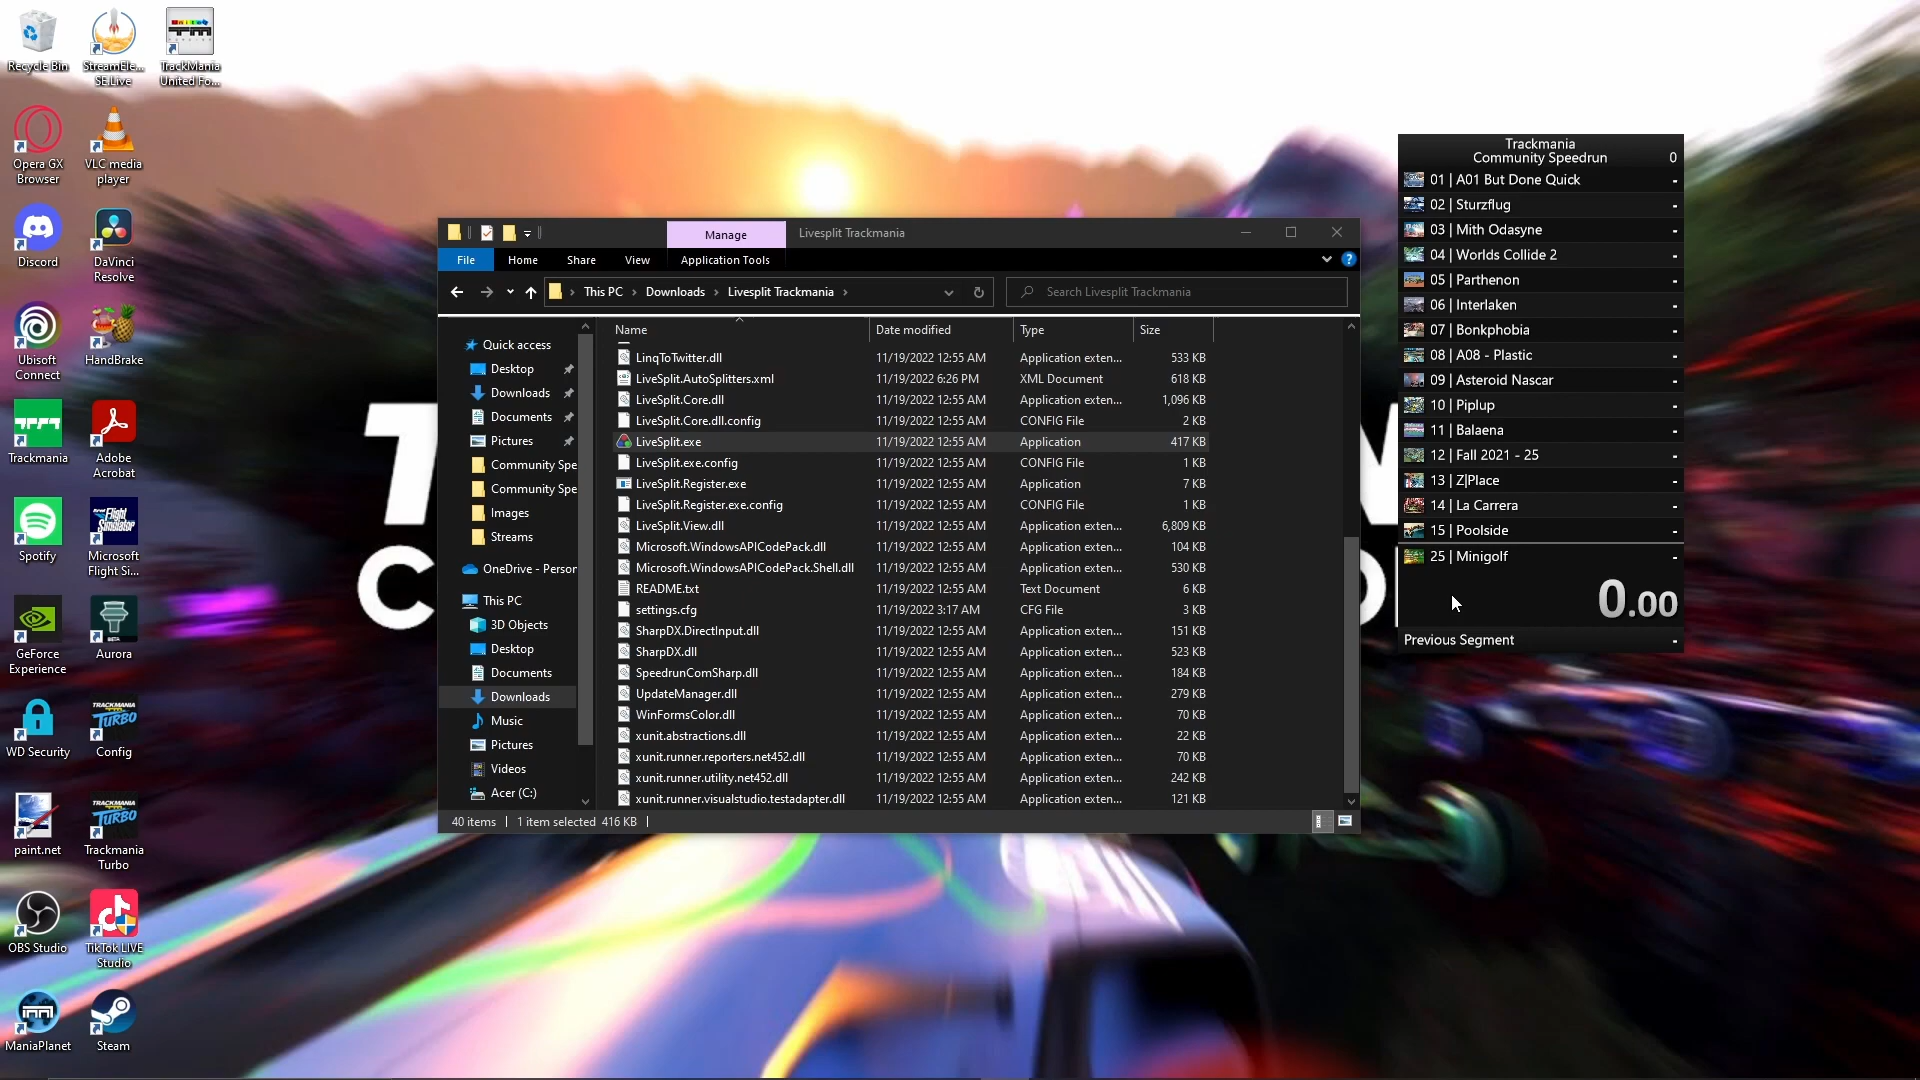 Recycle Bin
StreamEle...
SE.Live
TrackMania
United Fo...
Opera GX
Browser
VLC media
player
Discord
DaVinci
Resolve
Ubisoft
Connect
HandBrake
Trackmania
Adobe
Acrobat
Spotify
Microsoft
Flight Si...
GeForce
Experience
Aurora
WD Security
Config
paint.net
Trackmania
Turbo
OBS Studio
TikTok LIVE
Studio
ManiaPlanet
Steam
Manage
Livesplit Trackmania
File
Home
Share
View
Application Tools
This PC > Downloads > Livesplit Trackmania >
Search Livesplit Trackmania
Quick access
Desktop
Downloads
Documents
Pictures
Community Spe
Community Spe
Images
Streams
OneDrive - Person
This PC
3D Objects
Desktop
Documents
Downloads
Music
Pictures
Videos
Acer (C:)
Name Date modified Type Size
LinqToTwitter.dll 11/19/2022 12:55 AM Application exten... 533 KB
LiveSplit.AutoSplitters.xml 11/19/2022 6:26 PM XML Document 618 KB
LiveSplit.Core.dll 11/19/2022 12:55 AM Application exten... 1,096 KB
LiveSplit.Core.dll.config 11/19/2022 12:55 AM CONFIG File 2 KB
LiveSplit.exe 11/19/2022 12:55 AM Application 417 KB
LiveSplit.exe.config 11/19/2022 12:55 AM CONFIG File 1 KB
LiveSplit.Register.exe 11/19/2022 12:55 AM Application 7 KB
LiveSplit.Register.exe.config 11/19/2022 12:55 AM CONFIG File 1 KB
LiveSplit.View.dll 11/19/2022 12:55 AM Application exten... 6,809 KB
Microsoft.WindowsAPICodePack.dll 11/19/2022 12:55 AM Application exten... 104 KB
Microsoft.WindowsAPICodePack.Shell.dll 11/19/2022 12:55 AM Application exten... 530 KB
README.txt 11/19/2022 12:55 AM Text Document 6 KB
settings.cfg 11/19/2022 3:17 AM CFG File 3 KB
SharpDX.DirectInput.dll 11/19/2022 12:55 AM Application exten... 151 KB
SharpDX.dll 11/19/2022 12:55 AM Application exten... 523 KB
SpeedrunComSharp.dll 11/19/2022 12:55 AM Application exten... 184 KB
UpdateManager.dll 11/19/2022 12:55 AM Application exten... 279 KB
WinFormsColor.dll 11/19/2022 12:55 AM Application exten... 70 KB
xunit.abstractions.dll 11/19/2022 12:55 AM Application exten... 22 KB
xunit.runner.reporters.net452.dll 11/19/2022 12:55 AM Application exten... 70 KB
xunit.runner.utility.net452.dll 11/19/2022 12:55 AM Application exten... 242 KB
xunit.runner.visualstudio.testadapter.dll 11/19/2022 12:55 AM Application exten... 121 KB
40 items | 1 item selected 416 KB |
Trackmania
Community Speedrun 0
01 | A01 But Done Quick -
02 | Sturzflug -
03 | Mith Odasyne -
04 | Worlds Collide 2 -
05 | Parthenon -
06 | Interlaken -
07 | Bonkphobia -
08 | A08 - Plastic -
09 | Asteroid Nascar -
10 | Piplup -
11 | Balaena -
12 | Fall 2021 - 25 -
13 | Z|Place -
14 | La Carrera -
15 | Poolside -
25 | Minigolf -
0.00
Previous Segment -